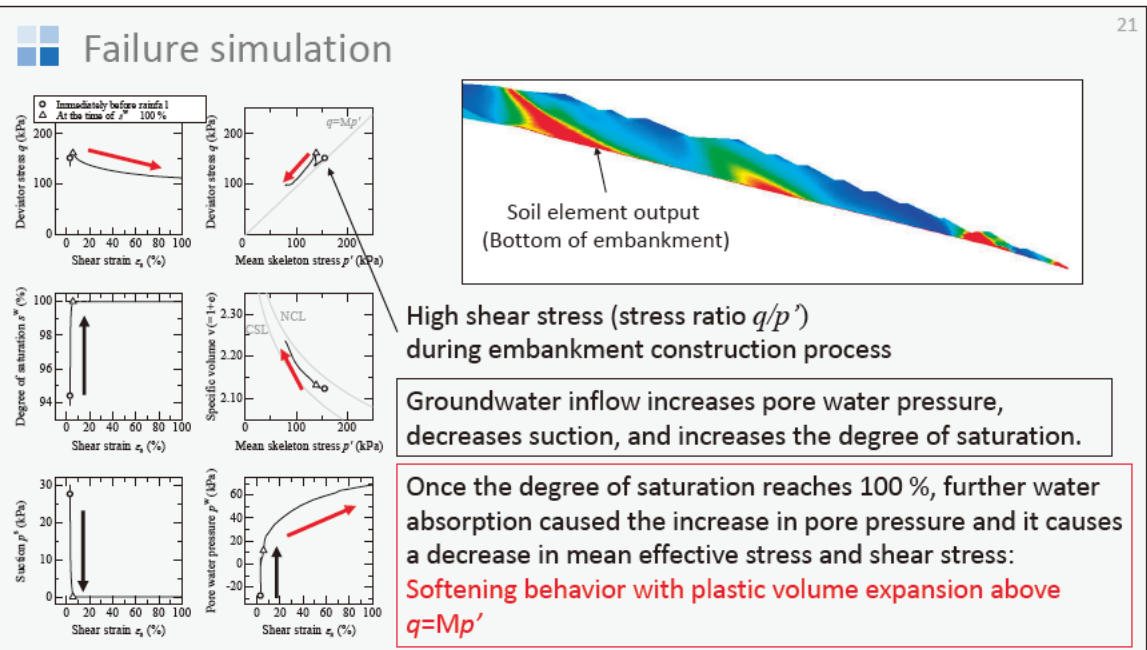 21
Failure simulation
Immediately before rainfa l
At the time of sʷ 100 %
Deviator stress q (kPa)
200
100
0
0 20 40 60 80 100
Shear strain εₛ (%)
Deviator stress q (kPa)
q=Mp'
200
100
0
0 100 200
Mean skeleton stress p' (kPa)
Soil element output
(Bottom of embankment)
Degree of saturation sʷ (%)
100
98
96
94
0 20 40 60 80 100
Shear strain εₛ (%)
Specific volume v (=1+e)
2.30
2.20
2.10
CSL
NCL
0 100 200
Mean skeleton stress p' (kPa)
High shear stress (stress ratio q/p')
during embankment construction process
Groundwater inflow increases pore water pressure,
decreases suction, and increases the degree of saturation.
Suction pˢ (kPa)
30
20
10
0
0 20 40 60 80 100
Shear strain εₛ (%)
Pore water pressure pʷ (kPa)
60
40
20
0
-20
0 20 40 60 80 100
Shear strain εₛ (%)
Once the degree of saturation reaches 100 %, further water
absorption caused the increase in pore pressure and it causes
a decrease in mean effective stress and shear stress:
Softening behavior with plastic volume expansion above
q=Mp'